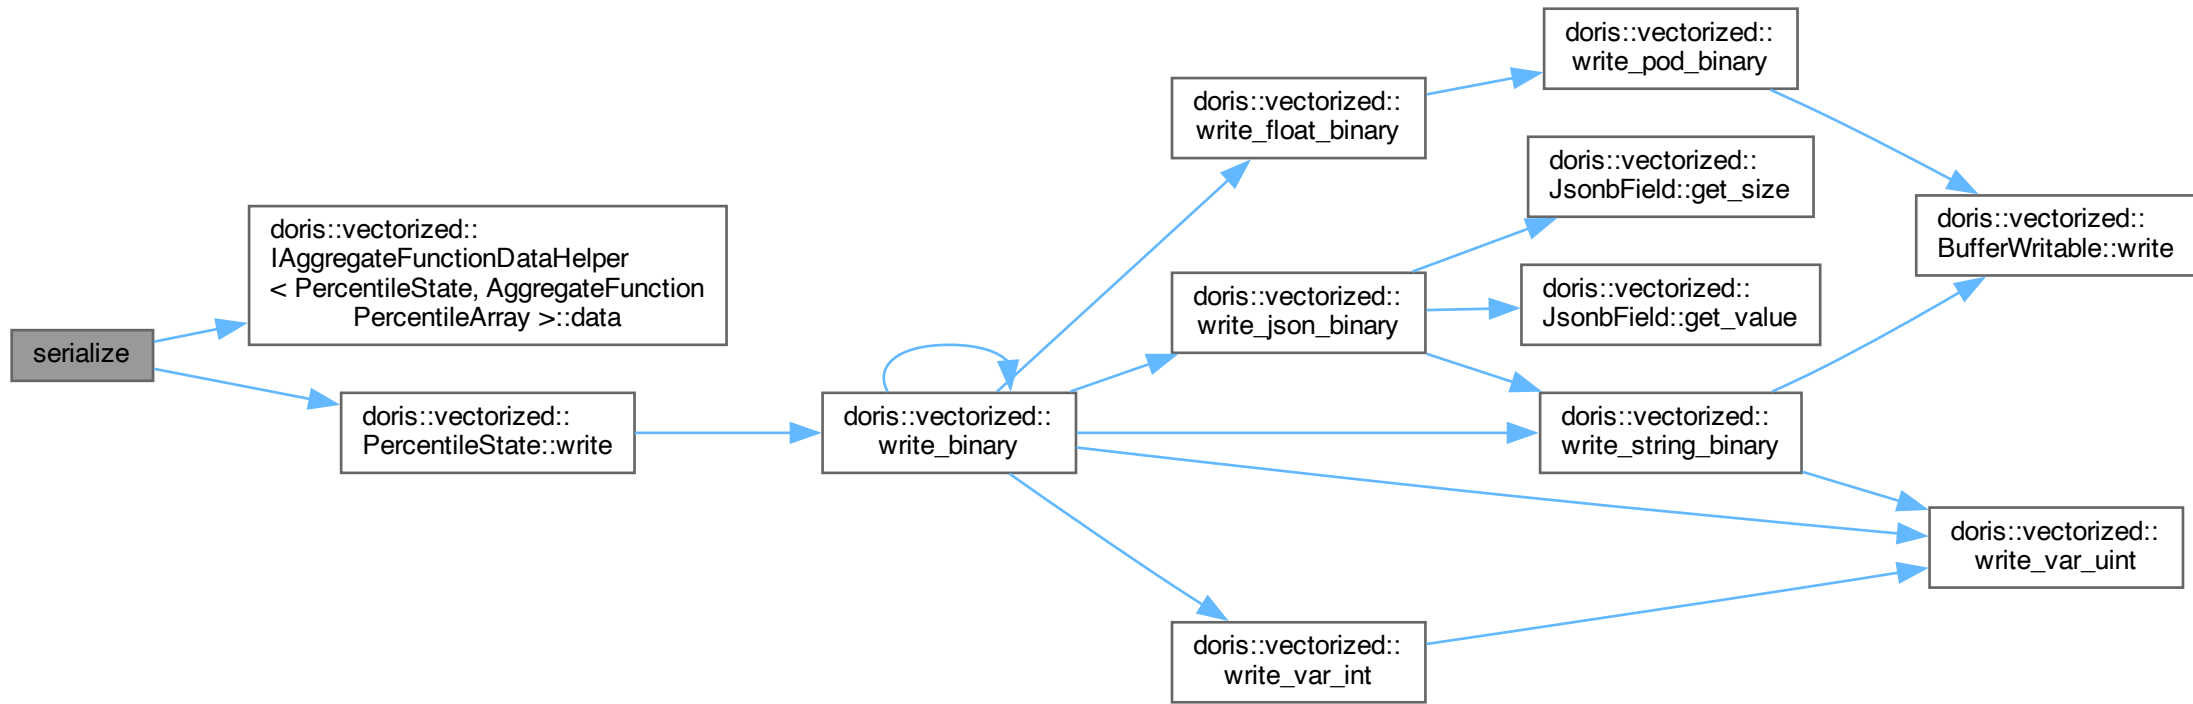 serialize
doris::vectorized::
IAggregateFunctionDataHelper
< PercentileState, AggregateFunction
PercentileArray >::data
doris::vectorized::
PercentileState::write
doris::vectorized::
write_binary
doris::vectorized::
write_float_binary
doris::vectorized::
write_json_binary
doris::vectorized::
write_var_int
doris::vectorized::
write_pod_binary
doris::vectorized::
JsonbField::get_size
doris::vectorized::
JsonbField::get_value
doris::vectorized::
write_string_binary
doris::vectorized::
BufferWritable::write
doris::vectorized::
write_var_uint